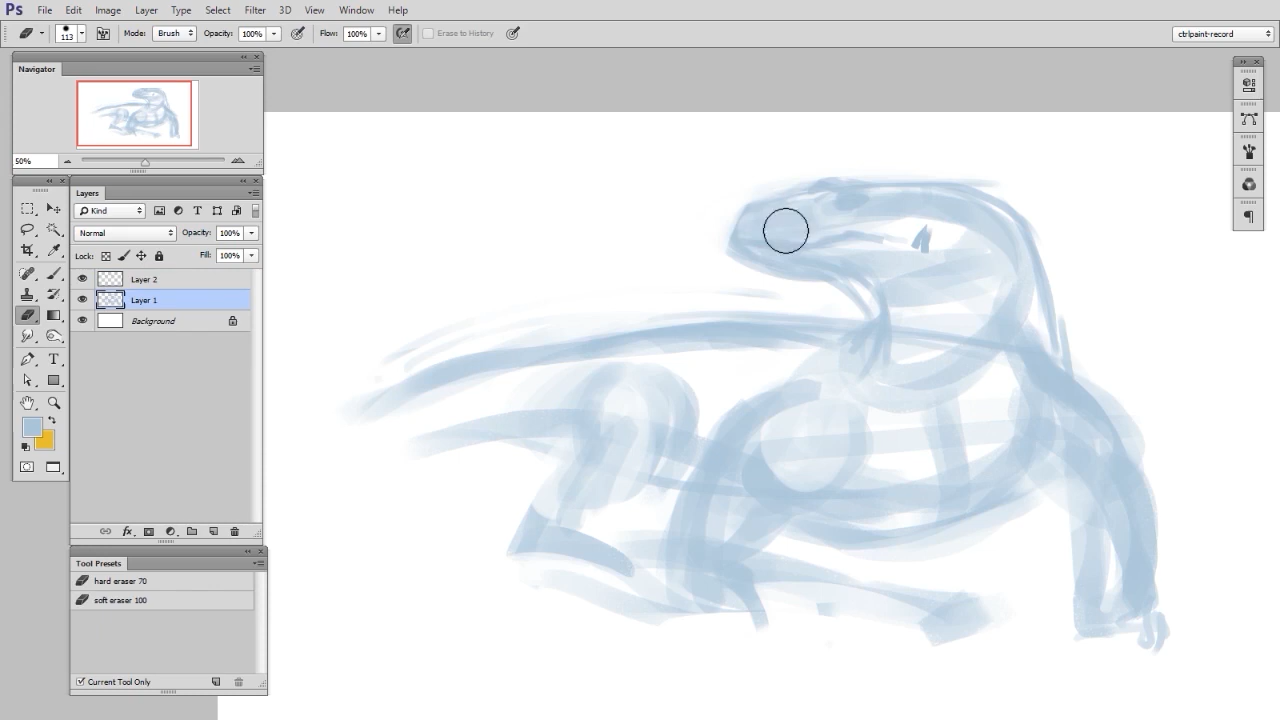 Ps File Edit Image Layer Type Select Filter 3D View Window Help
113 Mode: Brush Opacity: 100% Flow: 100% Erase to History ctrlpaint-record
Navigator
50%
Layers
Kind
Normal Opacity: 100%
Lock: Fill: 100%
Layer 2
Layer 1
Background
Tool Presets
hard eraser 70
soft eraser 100
Current Tool Only